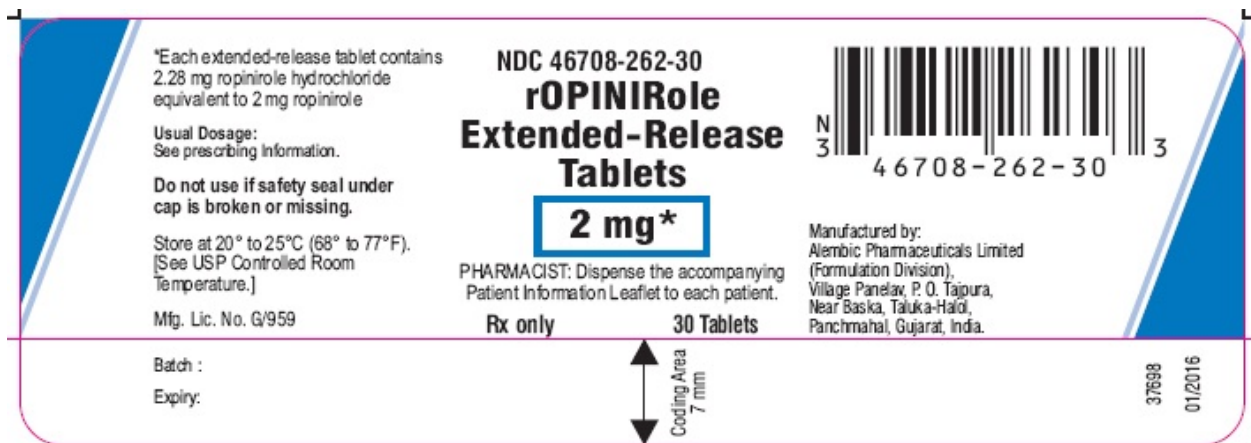 *Each extended-release tablet contains
2.28 mg ropinirole hydrochloride
equivalent to 2 mg ropinirole
Usual Dosage:
See prescribing Information.
Do not use if safety seal under
cap is broken or missing.
Store at 20° to 25°C (68° to 77°F).
[See USP Controlled Room
Temperature.]
Mfg. Lic. No. G/959
NDC 46708-262-30
rOPINIRole
Extended-Release
Tablets
2 mg*
PHARMACIST: Dispense the accompanying
Patient Information Leaflet to each patient.
Rx only 30 Tablets
N
3 46708-262-30 3
Manufactured by:
Alembic Pharmaceuticals Limited
(Formulation Division),
Village Panelav, P. O. Tajpura,
Near Baska, Taluka-Halol,
Panchmahal, Gujarat, India.
Batch :
Expiry:
Coding Area
7 mm
37698
01/2016